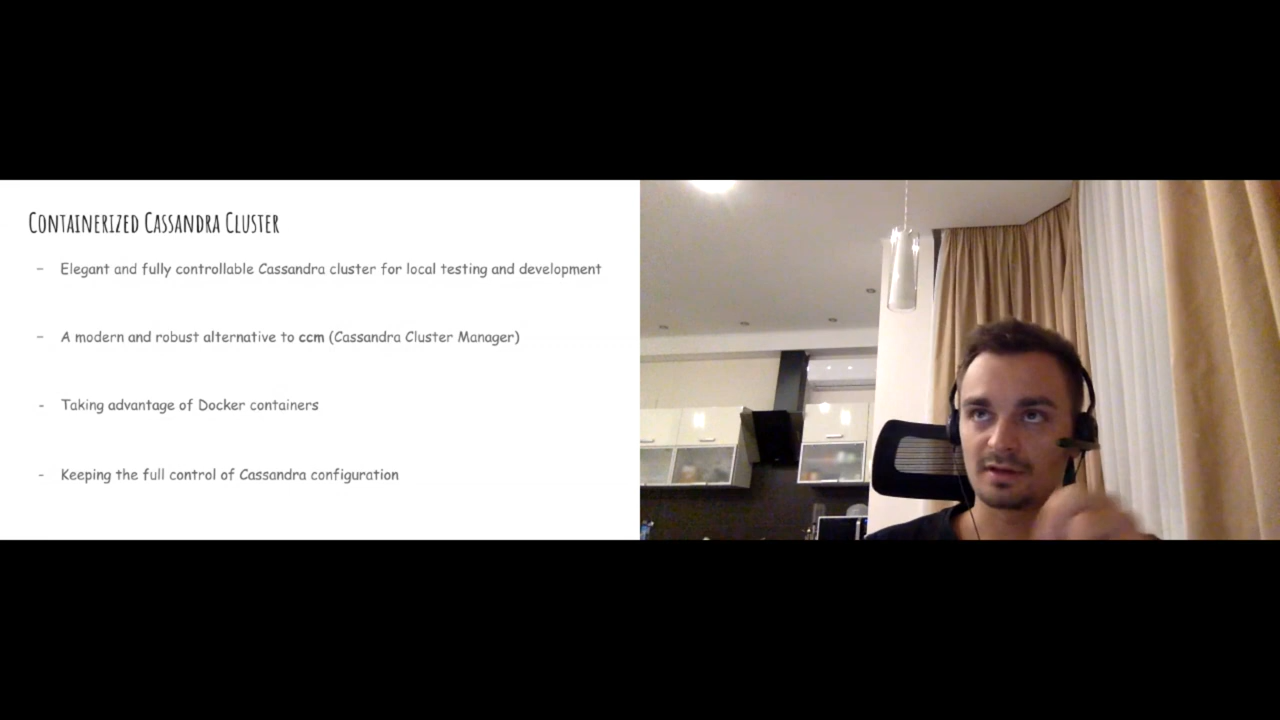 Containerized Cassandra Cluster
- Elegant and fully controllable Cassandra cluster for local testing and development
- A modern and robust alternative to ccm (Cassandra Cluster Manager)
- Taking advantage of Docker containers
- Keeping the full control of Cassandra configuration